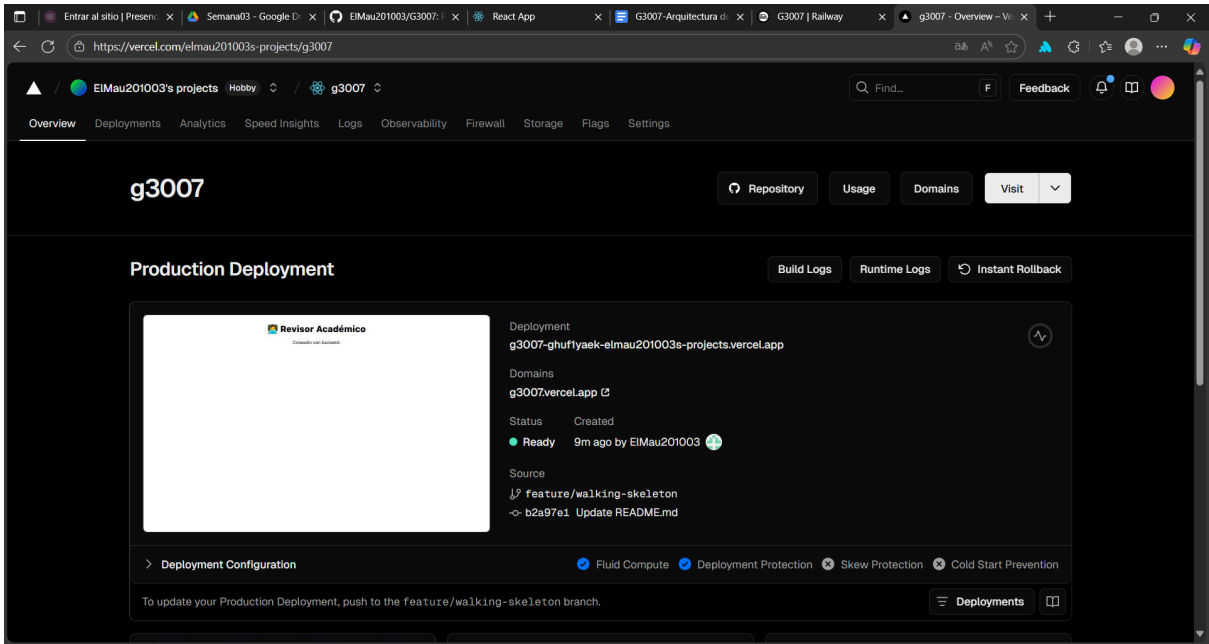 Entrar al sitio | Presenc
Semana03 - Google Dr
ElMau201003/G3007: F
React App
G3007-Arquitectura de
G3007 | Railway
g3007 - Overview – Ve
https://vercel.com/elmau201003s-projects/g3007
ElMau201003's projects Hobby / g3007
Find... F Feedback
Overview Deployments Analytics Speed Insights Logs Observability Firewall Storage Flags Settings
g3007
Repository Usage Domains Visit
Production Deployment
Build Logs Runtime Logs Instant Rollback
Revisor Académico
Conexión con backend:
Deployment
g3007-ghuf1yaek-elmau201003s-projects.vercel.app
Domains
g3007.vercel.app
Status Created
Ready 9m ago by ElMau201003
Source
feature/walking-skeleton
b2a97e1 Update README.md
Deployment Configuration
Fluid Compute Deployment Protection Skew Protection Cold Start Prevention
To update your Production Deployment, push to the feature/walking-skeleton branch.
Deployments